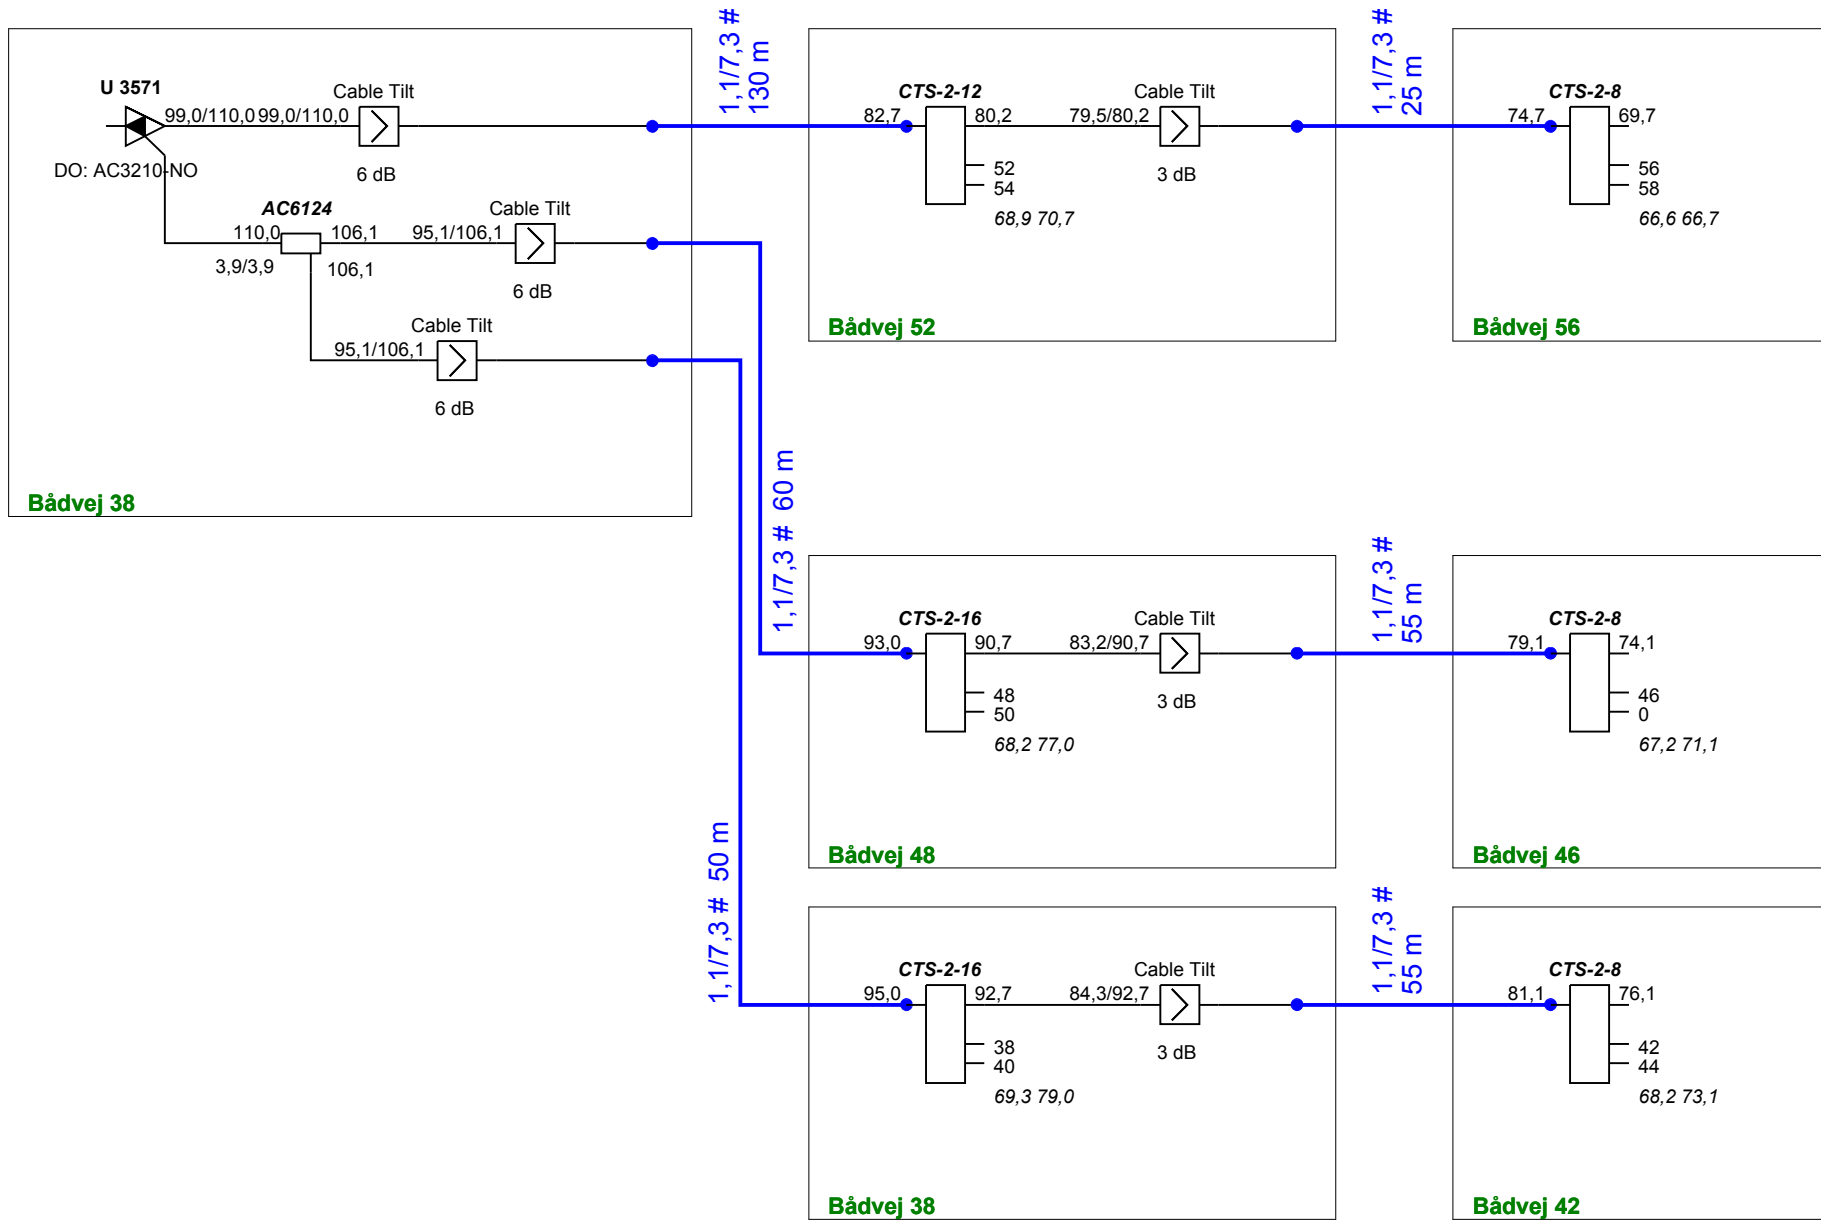 U 3571
99,0/110,0
99,0/110,0
Cable Tilt
6 dB
DO: AC3210-NO
AC6124
110,0
106,1
3,9/3,9
106,1
95,1/106,1
Cable Tilt
6 dB
95,1/106,1
Cable Tilt
6 dB
Bådvej 38
1,1/7,3 #
130 m
CTS-2-12
82,7
80,2
79,5/80,2
Cable Tilt
3 dB
52
54
68,9 70,7
Bådvej 52
1,1/7,3 #
25 m
CTS-2-8
74,7
69,7
56
58
66,6 66,7
Bådvej 56
1,1/7,3 # 60 m
CTS-2-16
93,0
90,7
83,2/90,7
Cable Tilt
3 dB
48
50
68,2 77,0
Bådvej 48
1,1/7,3 #
55 m
CTS-2-8
79,1
74,1
46
0
67,2 71,1
Bådvej 46
1,1/7,3 # 50 m
CTS-2-16
95,0
92,7
84,3/92,7
Cable Tilt
3 dB
38
40
69,3 79,0
Bådvej 38
1,1/7,3 #
55 m
CTS-2-8
81,1
76,1
42
44
68,2 73,1
Bådvej 42